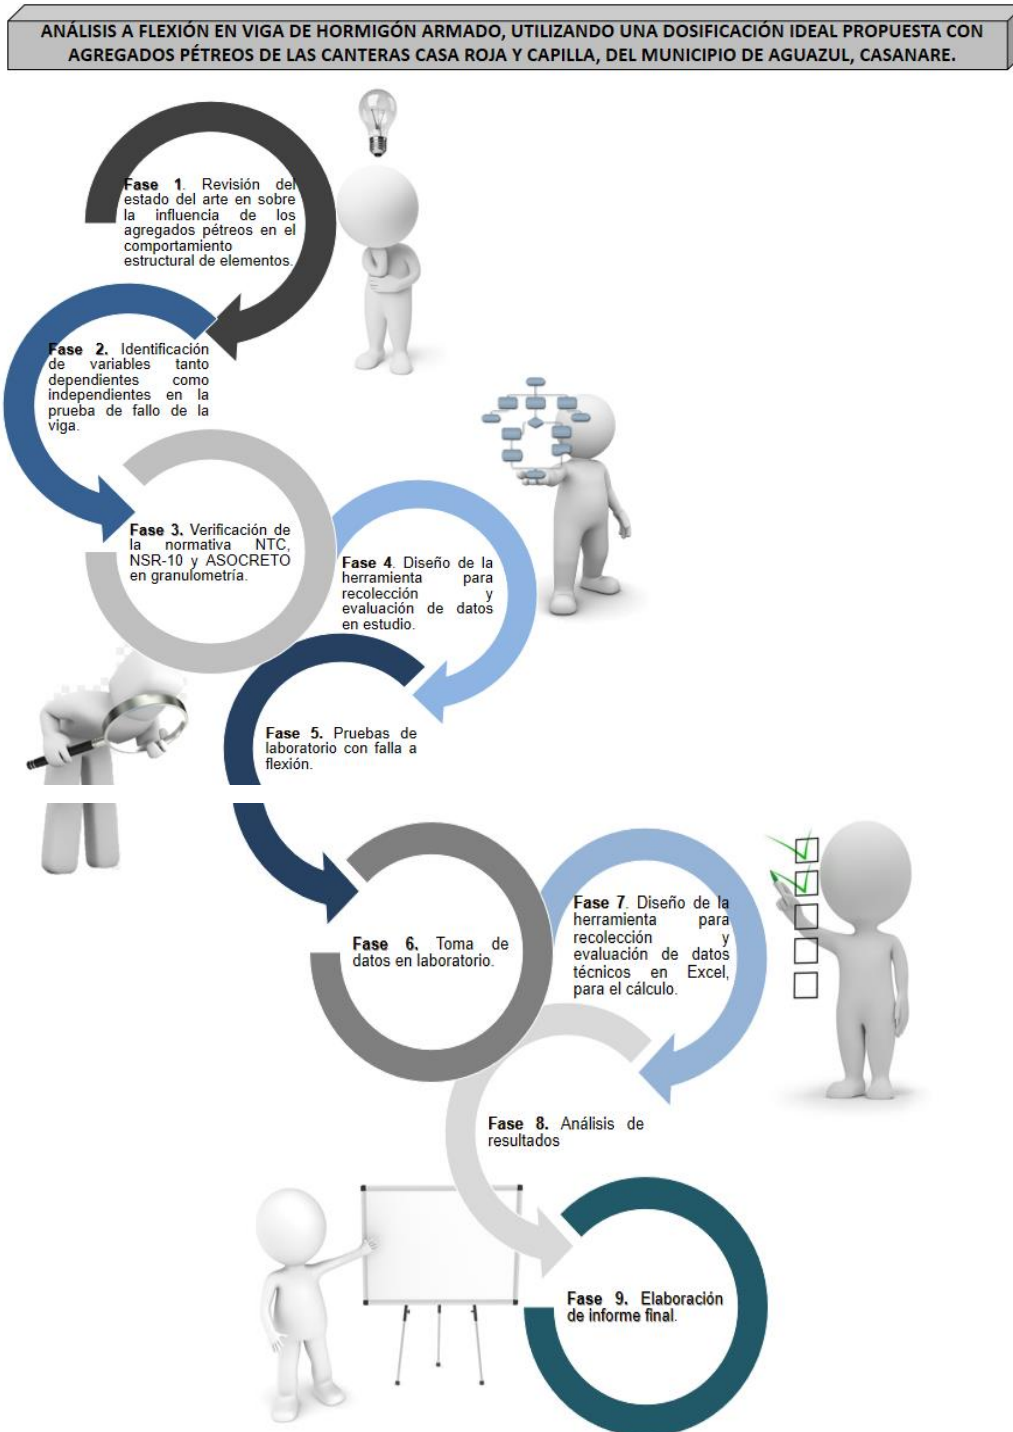 ANÁLISIS A FLEXIÓN EN VIGA DE HORMIGÓN ARMADO, UTILIZANDO UNA DOSIFICACIÓN IDEAL PROPUESTA CON
AGREGADOS PÉTREOS DE LAS CANTERAS CASA ROJA Y CAPILLA, DEL MUNICIPIO DE AGUAZUL, CASANARE.
Fase 1. Revisión del
estado del arte en sobre
la influencia de los
agregados pétreos en el
comportamiento
estructural de elementos.
Fase 2. Identificación
de variables tanto
dependientes como
independientes en la
prueba de fallo de la
viga.
Fase 3. Verificación de
la normativa NTC,
NSR-10 y ASOCRETO
en granulometría.
Fase 4. Diseño de la
herramienta para
recolección y
evaluación de datos
en estudio.
Fase 5. Pruebas de
laboratorio con falla a
flexión.
Fase 6. Toma de
datos en laboratorio.
Fase 7. Diseño de la
herramienta para
recolección y
evaluación de datos
técnicos en Excel,
para el cálculo.
Fase 8. Análisis de
resultados
Fase 9. Elaboración
de informe final.